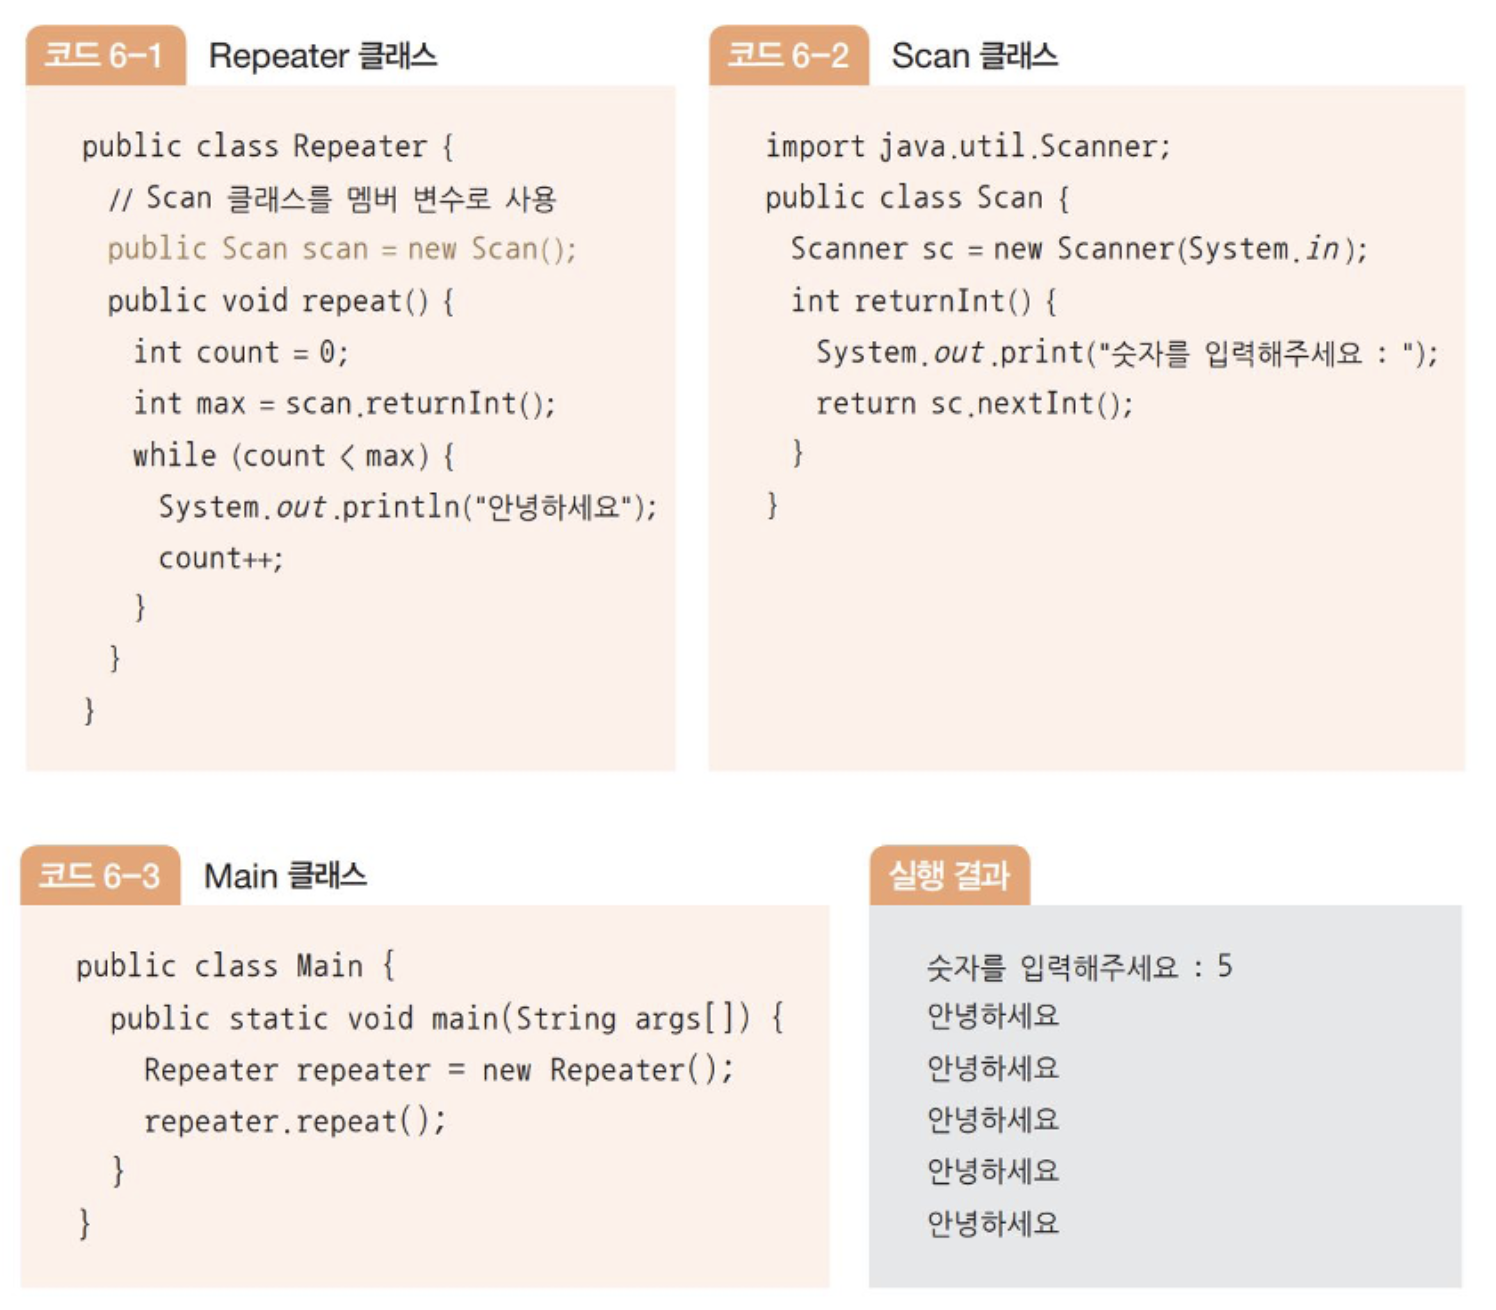 코드 6-1 Repeater 클래스
public class Repeater {
// Scan 클래스를 멤버 변수로 사용
public Scan scan = new Scan();
public void repeat() {
int count = 0;
int max = scan.returnInt();
while (count < max) {
System.out.println("안녕하세요");
count++;
}
}
}
코드 6-2 Scan 클래스
import java.util.Scanner;
public class Scan {
Scanner sc = new Scanner(System.in);
int returnInt() {
System.out.print("숫자를 입력해주세요 : ");
return sc.nextInt();
}
}
코드 6-3 Main 클래스
public class Main {
public static void main(String args[]) {
Repeater repeater = new Repeater();
repeater.repeat();
}
}
실행 결과
숫자를 입력해주세요 : 5
안녕하세요
안녕하세요
안녕하세요
안녕하세요
안녕하세요